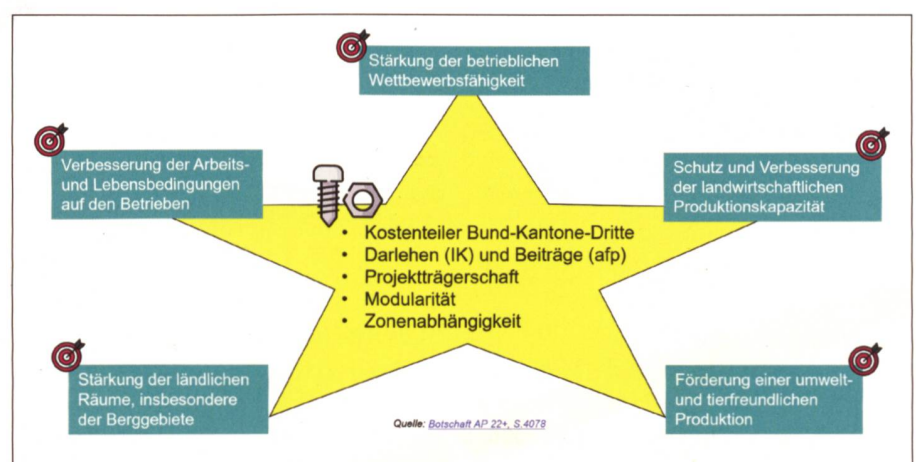 Stärkung der betrieblichen
Wettbewerbsfähigkeit
Verbesserung der Arbeits-
und Lebensbedingungen
auf den Betrieben
Schutz und Verbesserung
der landwirtschaftlichen
Produktionskapazität
• Kostenteiler Bund-Kantone-Dritte
• Darlehen (IK) und Beiträge (afp)
• Projektträgerschaft
• Modularität
• Zonenabhängigkeit
Stärkung der ländlichen
Räume, insbesondere
der Berggebiete
Förderung einer umwelt-
und tierfreundlichen
Produktion
Quelle: Botschaft AP 22+, S.4078